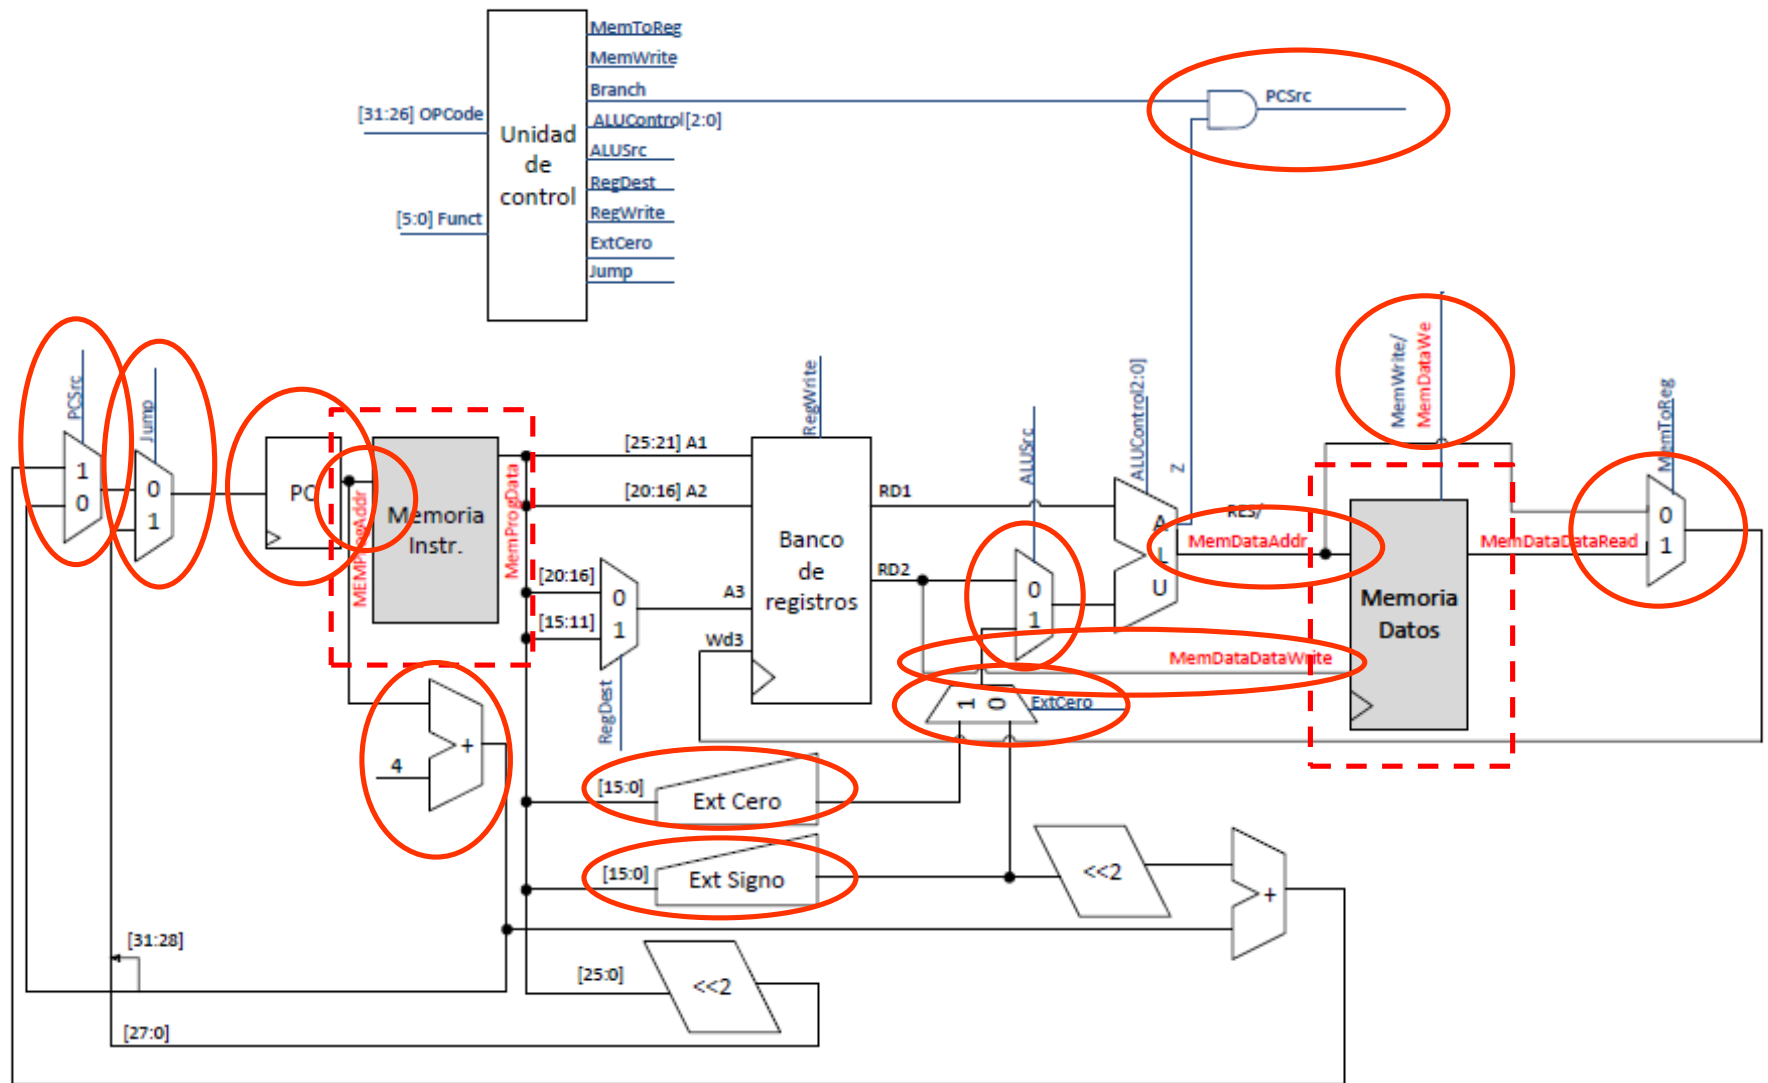 MemToReg
MemWrite
Branch
ALUControl[2:0]
ALUSrc
RegDest
RegWrite
ExtCero
Jump
[31:26] OPCode
[5:0] Funct
Unidad
de
control
PCSrc
PCSrc
1
0
Jump
0
1
PC
MEMProgAddr
Memoria
Instr.
MemProgData
[25:21] A1
[20:16] A2
[20:16]
[15:11]
0
1
RegDest
A3
Wd3
RegWrite
Banco
de
registros
RD1
RD2
ALUSrc
0
1
ALUControl2:0]
A
L
U
Z
RES/
MemDataAddr
MemDataDataWrite
MemWrite/
MemDataWe
Memoria
Datos
MemDataDataRead
MemToReg
0
1
1
0
ExtCero
4
+
[15:0]
Ext Cero
[15:0]
Ext Signo
<<2
+
[31:28]
[25:0]
<<2
[27:0]